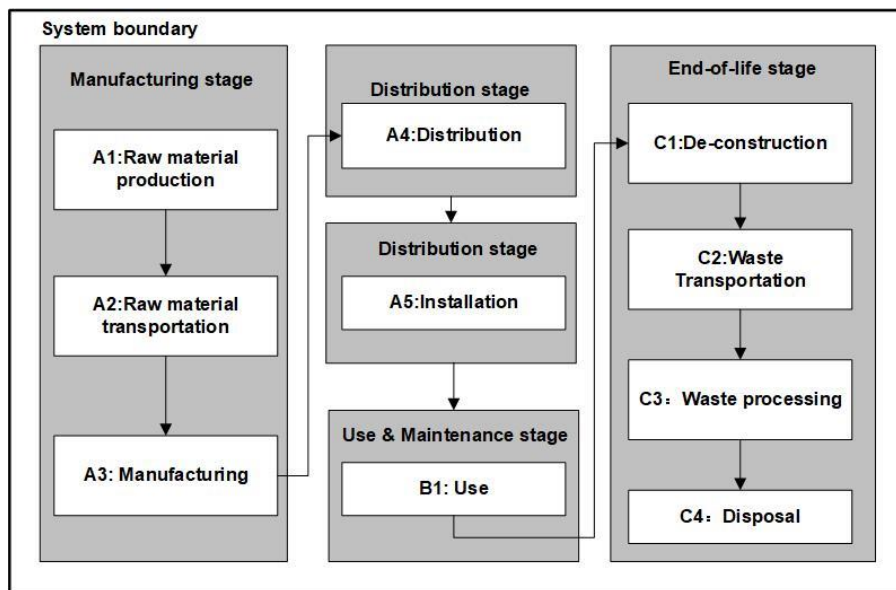 System boundary
Manufacturing stage
A1:Raw material
production
A2:Raw material
transportation
A3: Manufacturing
Distribution stage
A4:Distribution
Distribution stage
A5:Installation
Use & Maintenance stage
B1: Use
End-of-life stage
C1:De-construction
C2:Waste
Transportation
C3：Waste processing
C4：Disposal